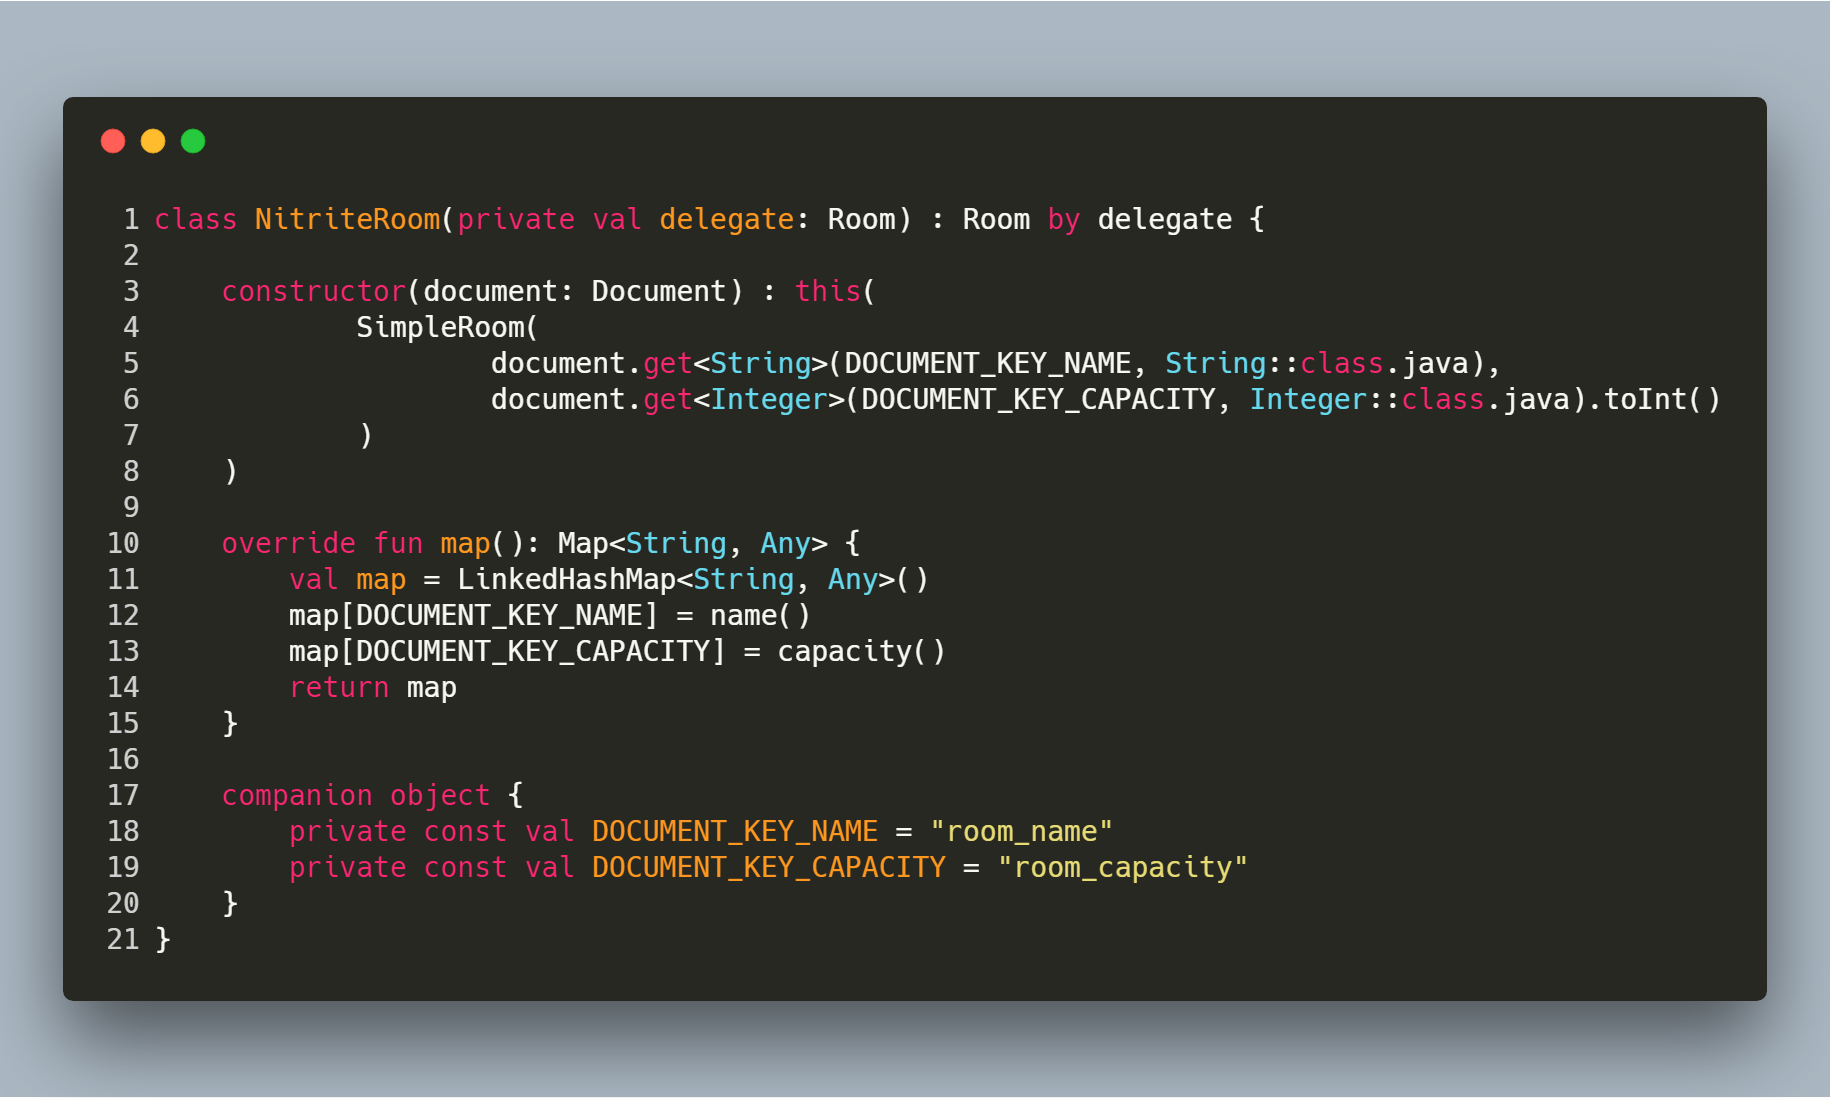 1 class NitriteRoom(private val delegate: Room) : Room by delegate {
2
3     constructor(document: Document) : this(
4             SimpleRoom(
5                     document.get<String>(DOCUMENT_KEY_NAME, String::class.java),
6                     document.get<Integer>(DOCUMENT_KEY_CAPACITY, Integer::class.java).toInt()
7             )
8     )
9
10     override fun map(): Map<String, Any> {
11         val map = LinkedHashMap<String, Any>()
12         map[DOCUMENT_KEY_NAME] = name()
13         map[DOCUMENT_KEY_CAPACITY] = capacity()
14         return map
15     }
16
17     companion object {
18         private const val DOCUMENT_KEY_NAME = "room_name"
19         private const val DOCUMENT_KEY_CAPACITY = "room_capacity"
20     }
21 }